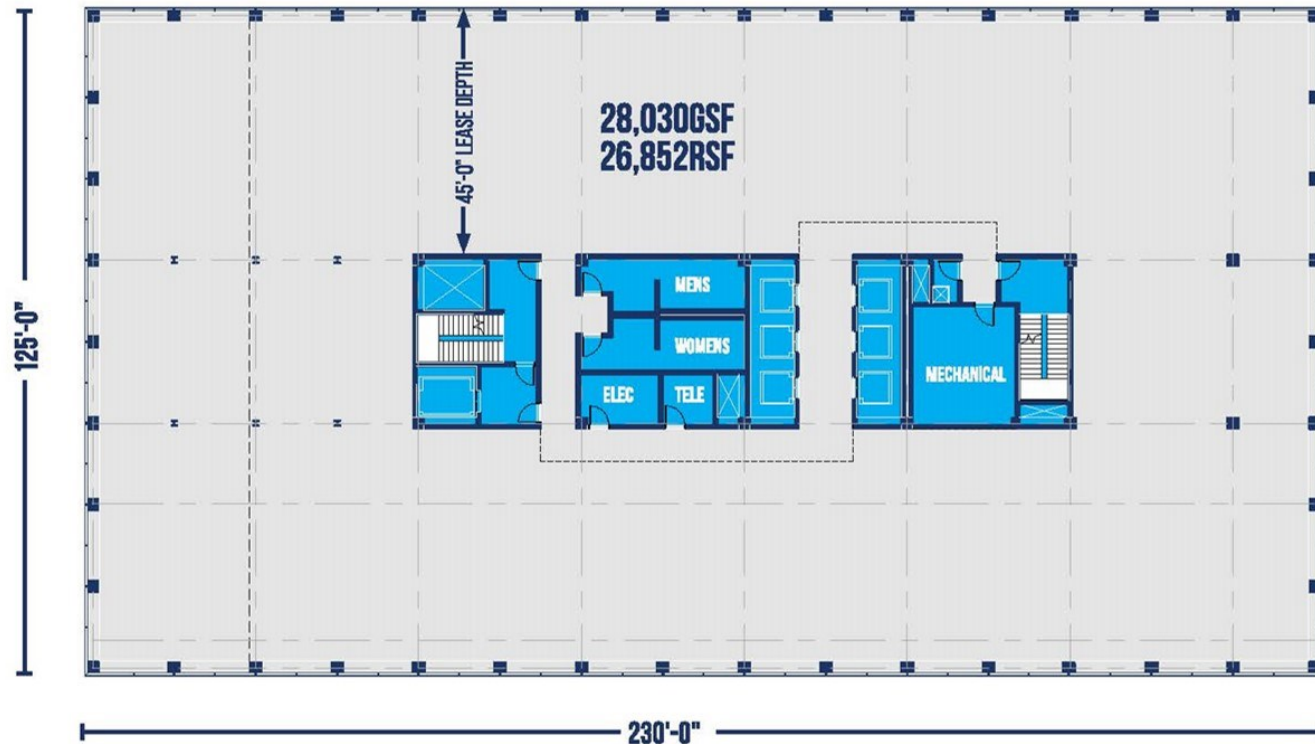 28,030GSF
26,852RSF
45'-0" LEASE DEPTH
125'-0"
MENS
WOMENS
ELEC
TELE
MECHANICAL
230'-0"